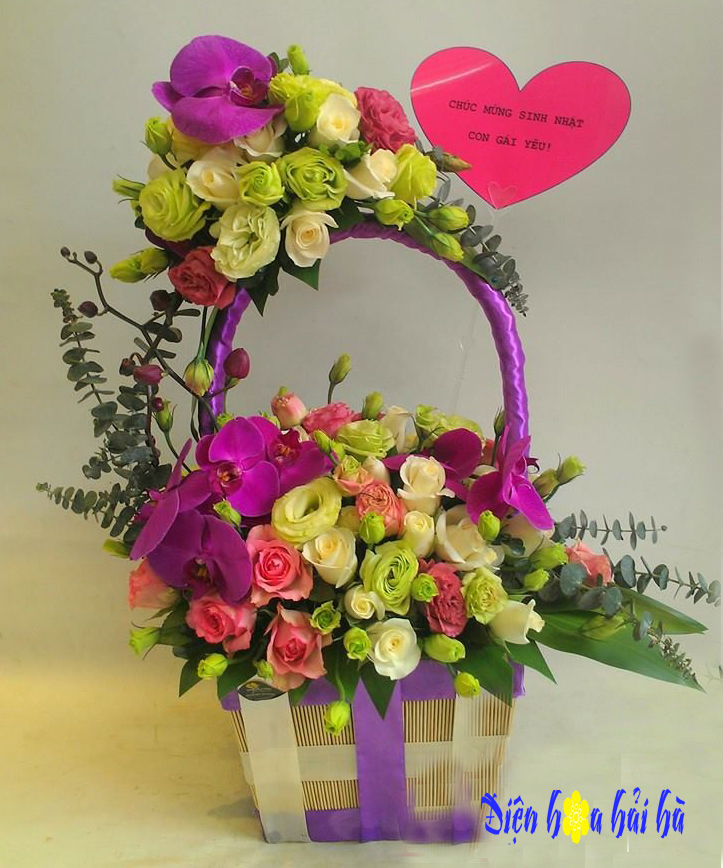 CHÚC MỪNG SINH NHẬT
CON GÁI YÊU!
Điện hoa hải hà